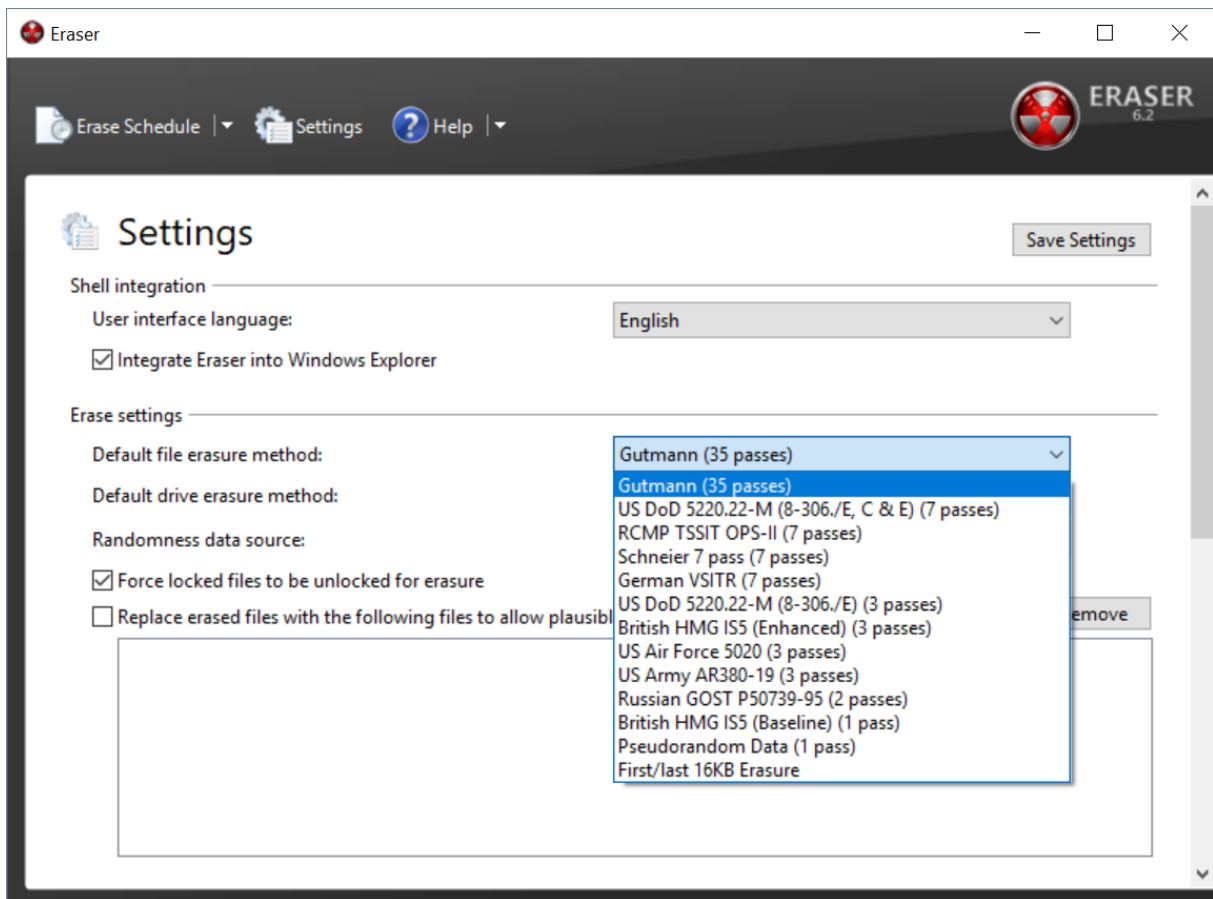 Eraser
Erase Schedule
Settings
Help
ERASER
6.2
Settings
Save Settings
Shell integration
User interface language:
English
Integrate Eraser into Windows Explorer
Erase settings
Default file erasure method:
Gutmann (35 passes)
Default drive erasure method:
Randomness data source:
Force locked files to be unlocked for erasure
Replace erased files with the following files to allow plausibl
emove
Gutmann (35 passes)
US DoD 5220.22-M (8-306./E, C & E) (7 passes)
RCMP TSSIT OPS-II (7 passes)
Schneier 7 pass (7 passes)
German VSITR (7 passes)
US DoD 5220.22-M (8-306./E) (3 passes)
British HMG IS5 (Enhanced) (3 passes)
US Air Force 5020 (3 passes)
US Army AR380-19 (3 passes)
Russian GOST P50739-95 (2 passes)
British HMG IS5 (Baseline) (1 pass)
Pseudorandom Data (1 pass)
First/last 16KB Erasure